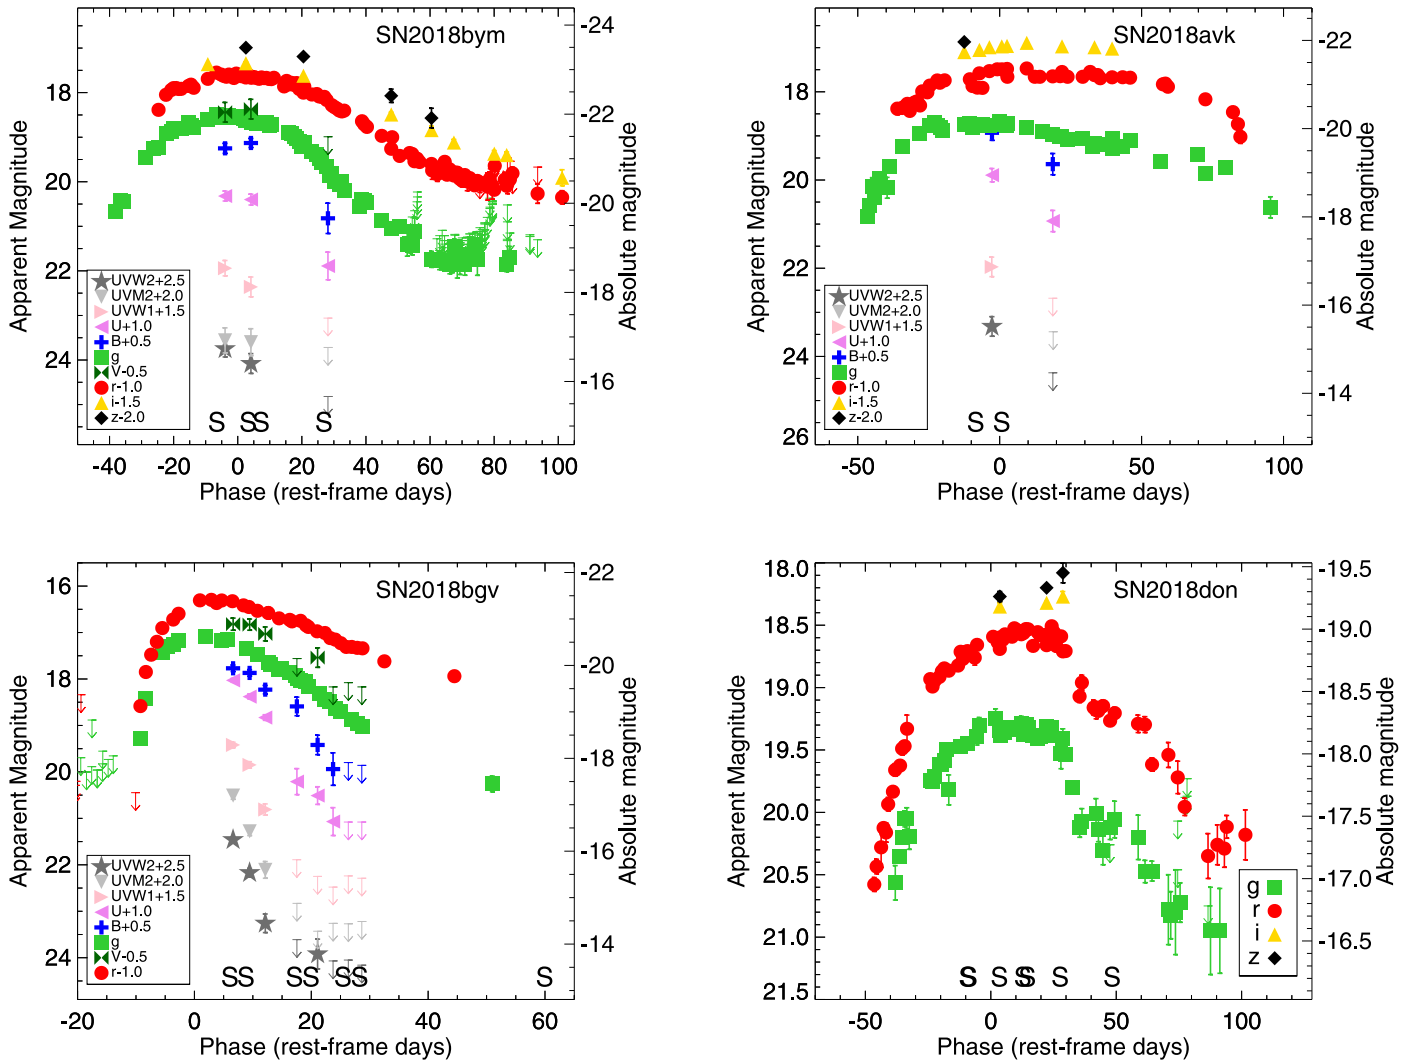 SN2018bym
18
20
22
24
-24
-22
-20
-18
-16
Apparent Magnitude
Absolute magnitude
UVW2+2.5
UVM2+2.0
UVW1+1.5
U+1.0
B+0.5
g
V-0.5
r-1.0
i-1.5
z-2.0
S SS S
-40 -20 0 20 40 60 80 100
Phase (rest-frame days)
SN2018avk
18
20
22
24
26
-22
-20
-18
-16
-14
Apparent Magnitude
Absolute magnitude
UVW2+2.5
UVM2+2.0
UVW1+1.5
U+1.0
B+0.5
g
r-1.0
i-1.5
z-2.0
S S
-50 0 50 100
Phase (rest-frame days)
SN2018bgv
16
18
20
22
24
-22
-20
-18
-16
-14
Apparent Magnitude
Absolute magnitude
UVW2+2.5
UVM2+2.0
UVW1+1.5
U+1.0
B+0.5
g
V-0.5
r-1.0
S S S S S S S
-20 0 20 40 60
Phase (rest-frame days)
SN2018don
18.0
18.5
19.0
19.5
20.0
20.5
21.0
21.5
-19.5
-19.0
-18.5
-18.0
-17.5
-17.0
-16.5
Apparent Magnitude
Absolute magnitude
g
r
i
z
S S S S S S S
-50 0 50 100
Phase (rest-frame days)